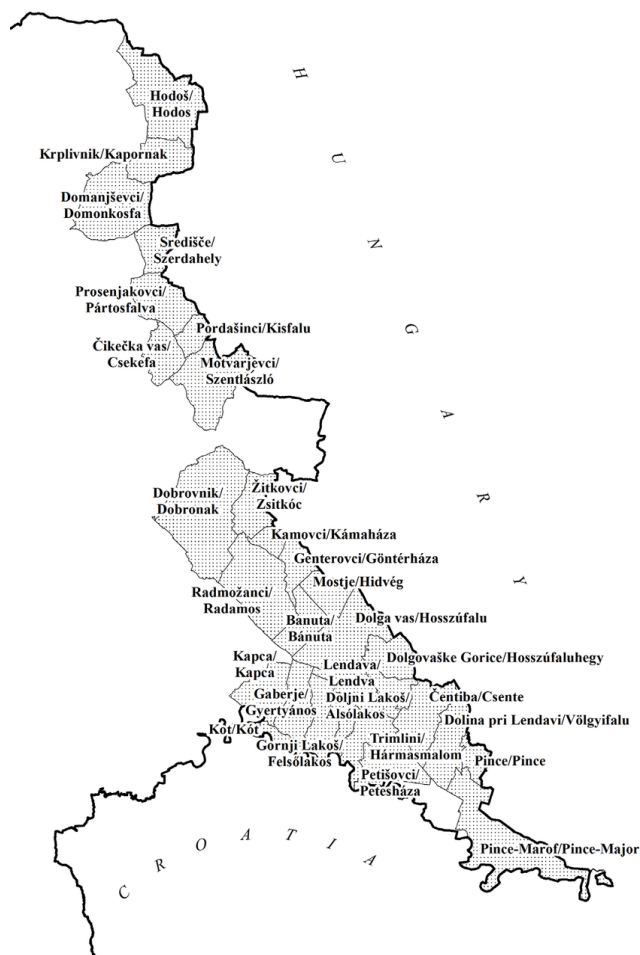 HUNGARY
Hodoš/
Hodos
Krplivnik/Kapornak
Domanjševci/
Domonkosfa
Središče/
Szerdahely
Prosenjakovci/
Pártosfalva
Pordašinci/Kisfalu
Čikečka vas/
Csekefa
Motvarjevci/
Szentlászló
Dobrovnik/
Dobronak
Žitkovci/
Zsitkóc
Kamovci/Kámaháza
Genterovci/Göntérháza
Mostje/Hidvég
Radmožanci/
Radamos
Banuta/
Bánuta
Dolga vas/Hosszúfalu
Kapca/
Kapca
Lendava/
Lendva
Dolgovaške Gorice/Hosszúfaluhegy
Gaberje/
Gyertyános
Doljni Lakoš/
Alsólakos
Čentiba/Csente
Dolina pri Lendavi/Völgyifalu
Kot/Kót
Gornji Lakoš/
Felsőlakos
Trimlini/
Hármasmalom
Pince/Pince
Petišovci/
Petesháza
Pince-Marof/Pince-Major
CROATIA